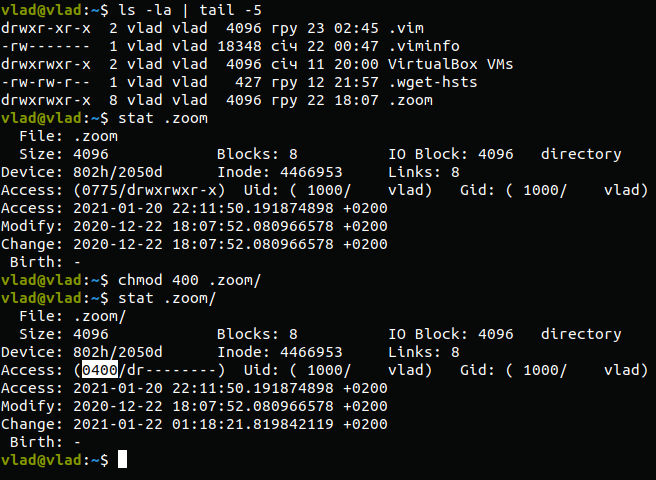 vlad@vlad:~$ ls -la | tail -5
drwxr-xr-x  2 vlad vlad  4096 гру 23 02:45 .vim
-rw-------  1 vlad vlad 18348 січ 22 00:47 .viminfo
drwxrwxr-x  2 vlad vlad  4096 січ 11 20:00 VirtualBox VMs
-rw-rw-r--  1 vlad vlad   427 гру 12 21:57 .wget-hsts
drwxrwxr-x  8 vlad vlad  4096 гру 22 18:07 .zoom
vlad@vlad:~$ stat .zoom
  File: .zoom
  Size: 4096            Blocks: 8          IO Block: 4096   directory
Device: 802h/2050d      Inode: 4466953     Links: 8
Access: (0775/drwxrwxr-x)  Uid: ( 1000/    vlad)   Gid: ( 1000/    vlad)
Access: 2021-01-20 22:11:50.191874898 +0200
Modify: 2020-12-22 18:07:52.080966578 +0200
Change: 2020-12-22 18:07:52.080966578 +0200
 Birth: -
vlad@vlad:~$ chmod 400 .zoom/
vlad@vlad:~$ stat .zoom/
  File: .zoom/
  Size: 4096            Blocks: 8          IO Block: 4096   directory
Device: 802h/2050d      Inode: 4466953     Links: 8
Access: (0400/dr--------)  Uid: ( 1000/    vlad)   Gid: ( 1000/    vlad)
Access: 2021-01-20 22:11:50.191874898 +0200
Modify: 2020-12-22 18:07:52.080966578 +0200
Change: 2021-01-22 01:18:21.819842119 +0200
 Birth: -
vlad@vlad:~$